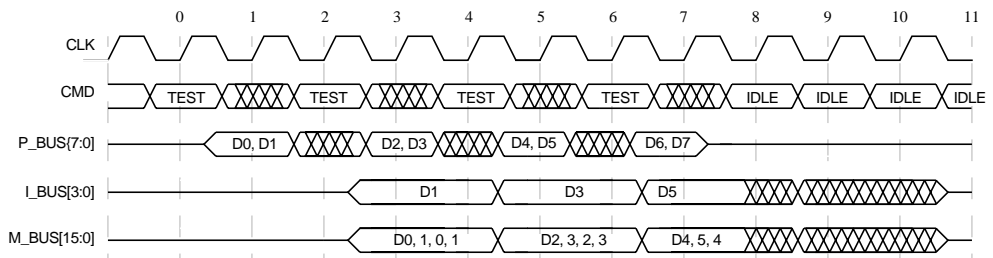 0 1 2 3 4 5 6 7 8 9 10 11
CLK
CMD TEST TEST TEST TEST IDLE IDLE IDLE IDLE
P_BUS{7:0] D0, D1 D2, D3 D4, D5 D6, D7
I_BUS[3:0] D1 D3 D5
M_BUS[15:0] D0, 1, 0, 1 D2, 3, 2, 3 D4, 5, 4